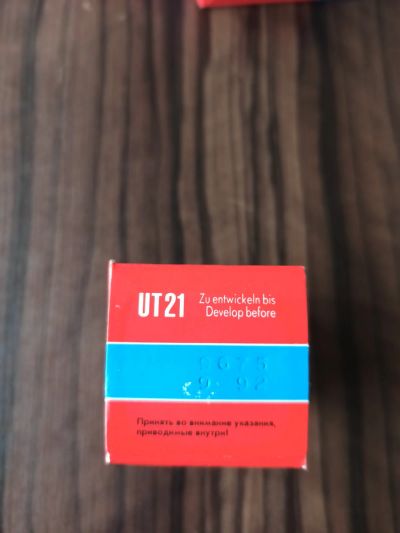 UT21 Zu entwickeln bis
Develop before
9675
9 92
Принять во внимание указания,
приводимые внутри!